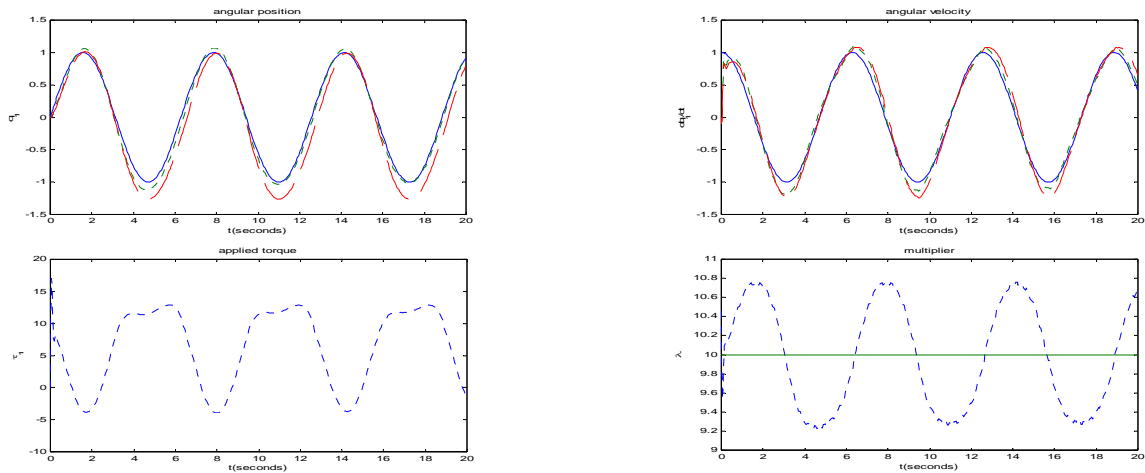 angular position
1.5
1
0.5
0
-0.5
-1
-1.5
q1
0 2 4 6 8 10 12 14 16 18 20
t(seconds)
angular velocity
1.5
1
0.5
0
-0.5
-1
-1.5
dq1/dt
0 2 4 6 8 10 12 14 16 18 20
t(seconds)
applied torque
20
15
10
5
0
-5
-10
τ1
0 2 4 6 8 10 12 14 16 18 20
t(seconds)
multiplier
11
10.8
10.6
10.4
10.2
10
9.8
9.6
9.4
9.2
9
λ
0 2 4 6 8 10 12 14 16 18 20
t(seconds)